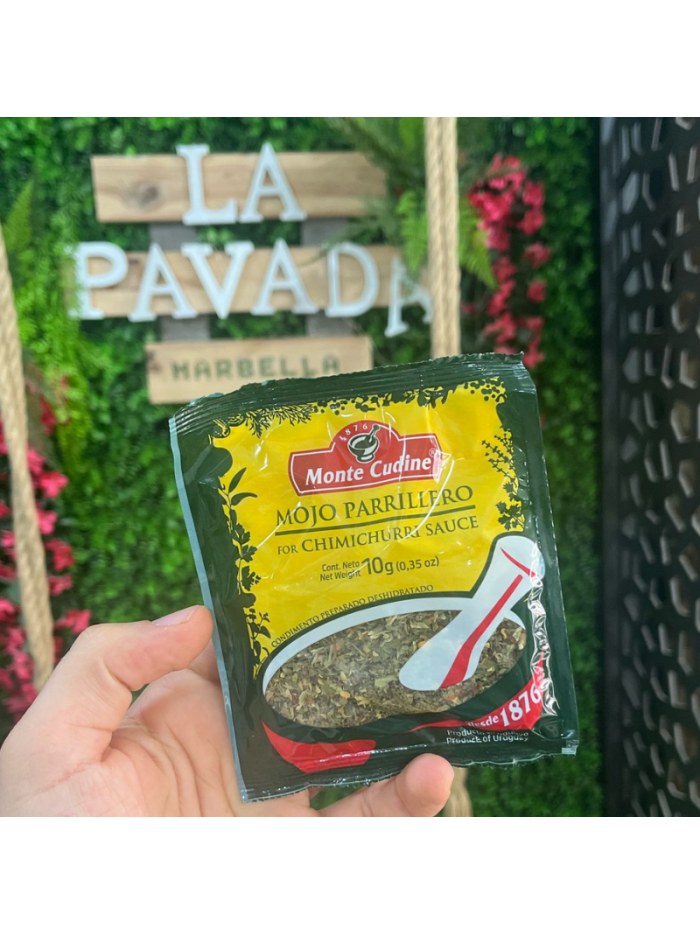 LA
PAVADA
MARBELLA
1876
Monte Cudine®
MOJO PARRILLERO
FOR CHIMICHURRI SAUCE
Cont. Neto
Net Weight 10g (0,35 oz)
CONDIMENTO PREPARADO DESHIDRATADO
desde 1876
Product of Uruguay